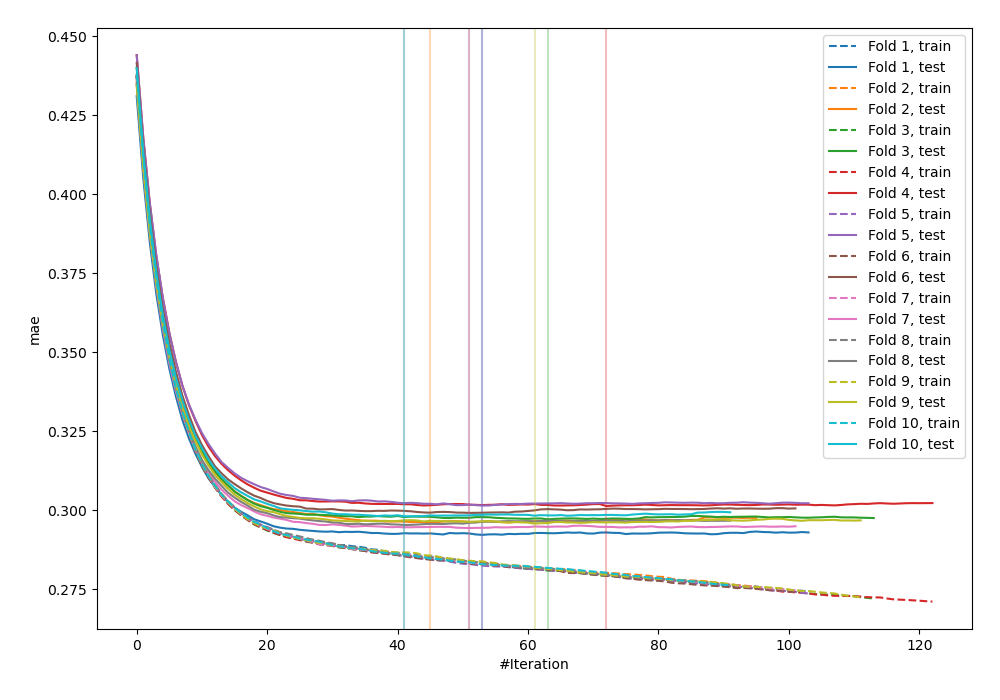 0.450
0.425
0.400
0.375
0.350
0.325
0.300
0.275
mae
0
20
40
60
80
100
120
#Iteration
Fold 1, train
Fold 1, test
Fold 2, train
Fold 2, test
Fold 3, train
Fold 3, test
Fold 4, train
Fold 4, test
Fold 5, train
Fold 5, test
Fold 6, train
Fold 6, test
Fold 7, train
Fold 7, test
Fold 8, train
Fold 8, test
Fold 9, train
Fold 9, test
Fold 10, train
Fold 10, test